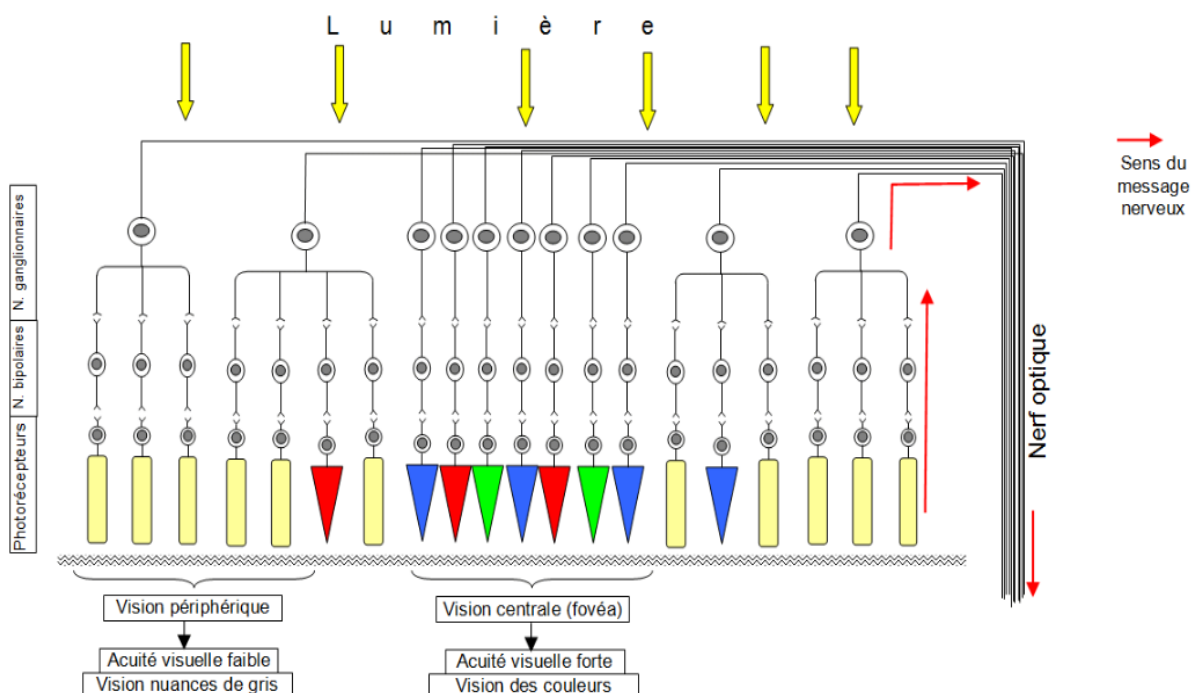 Lumière
Sens du
message
nerveux
N. ganglionnaires
N. bipolaires
Photorécepteurs
Nerf optique
Vision périphérique
Vision centrale (fovéa)
Acuité visuelle faible
Vision nuances de gris
Acuité visuelle forte
Vision des couleurs